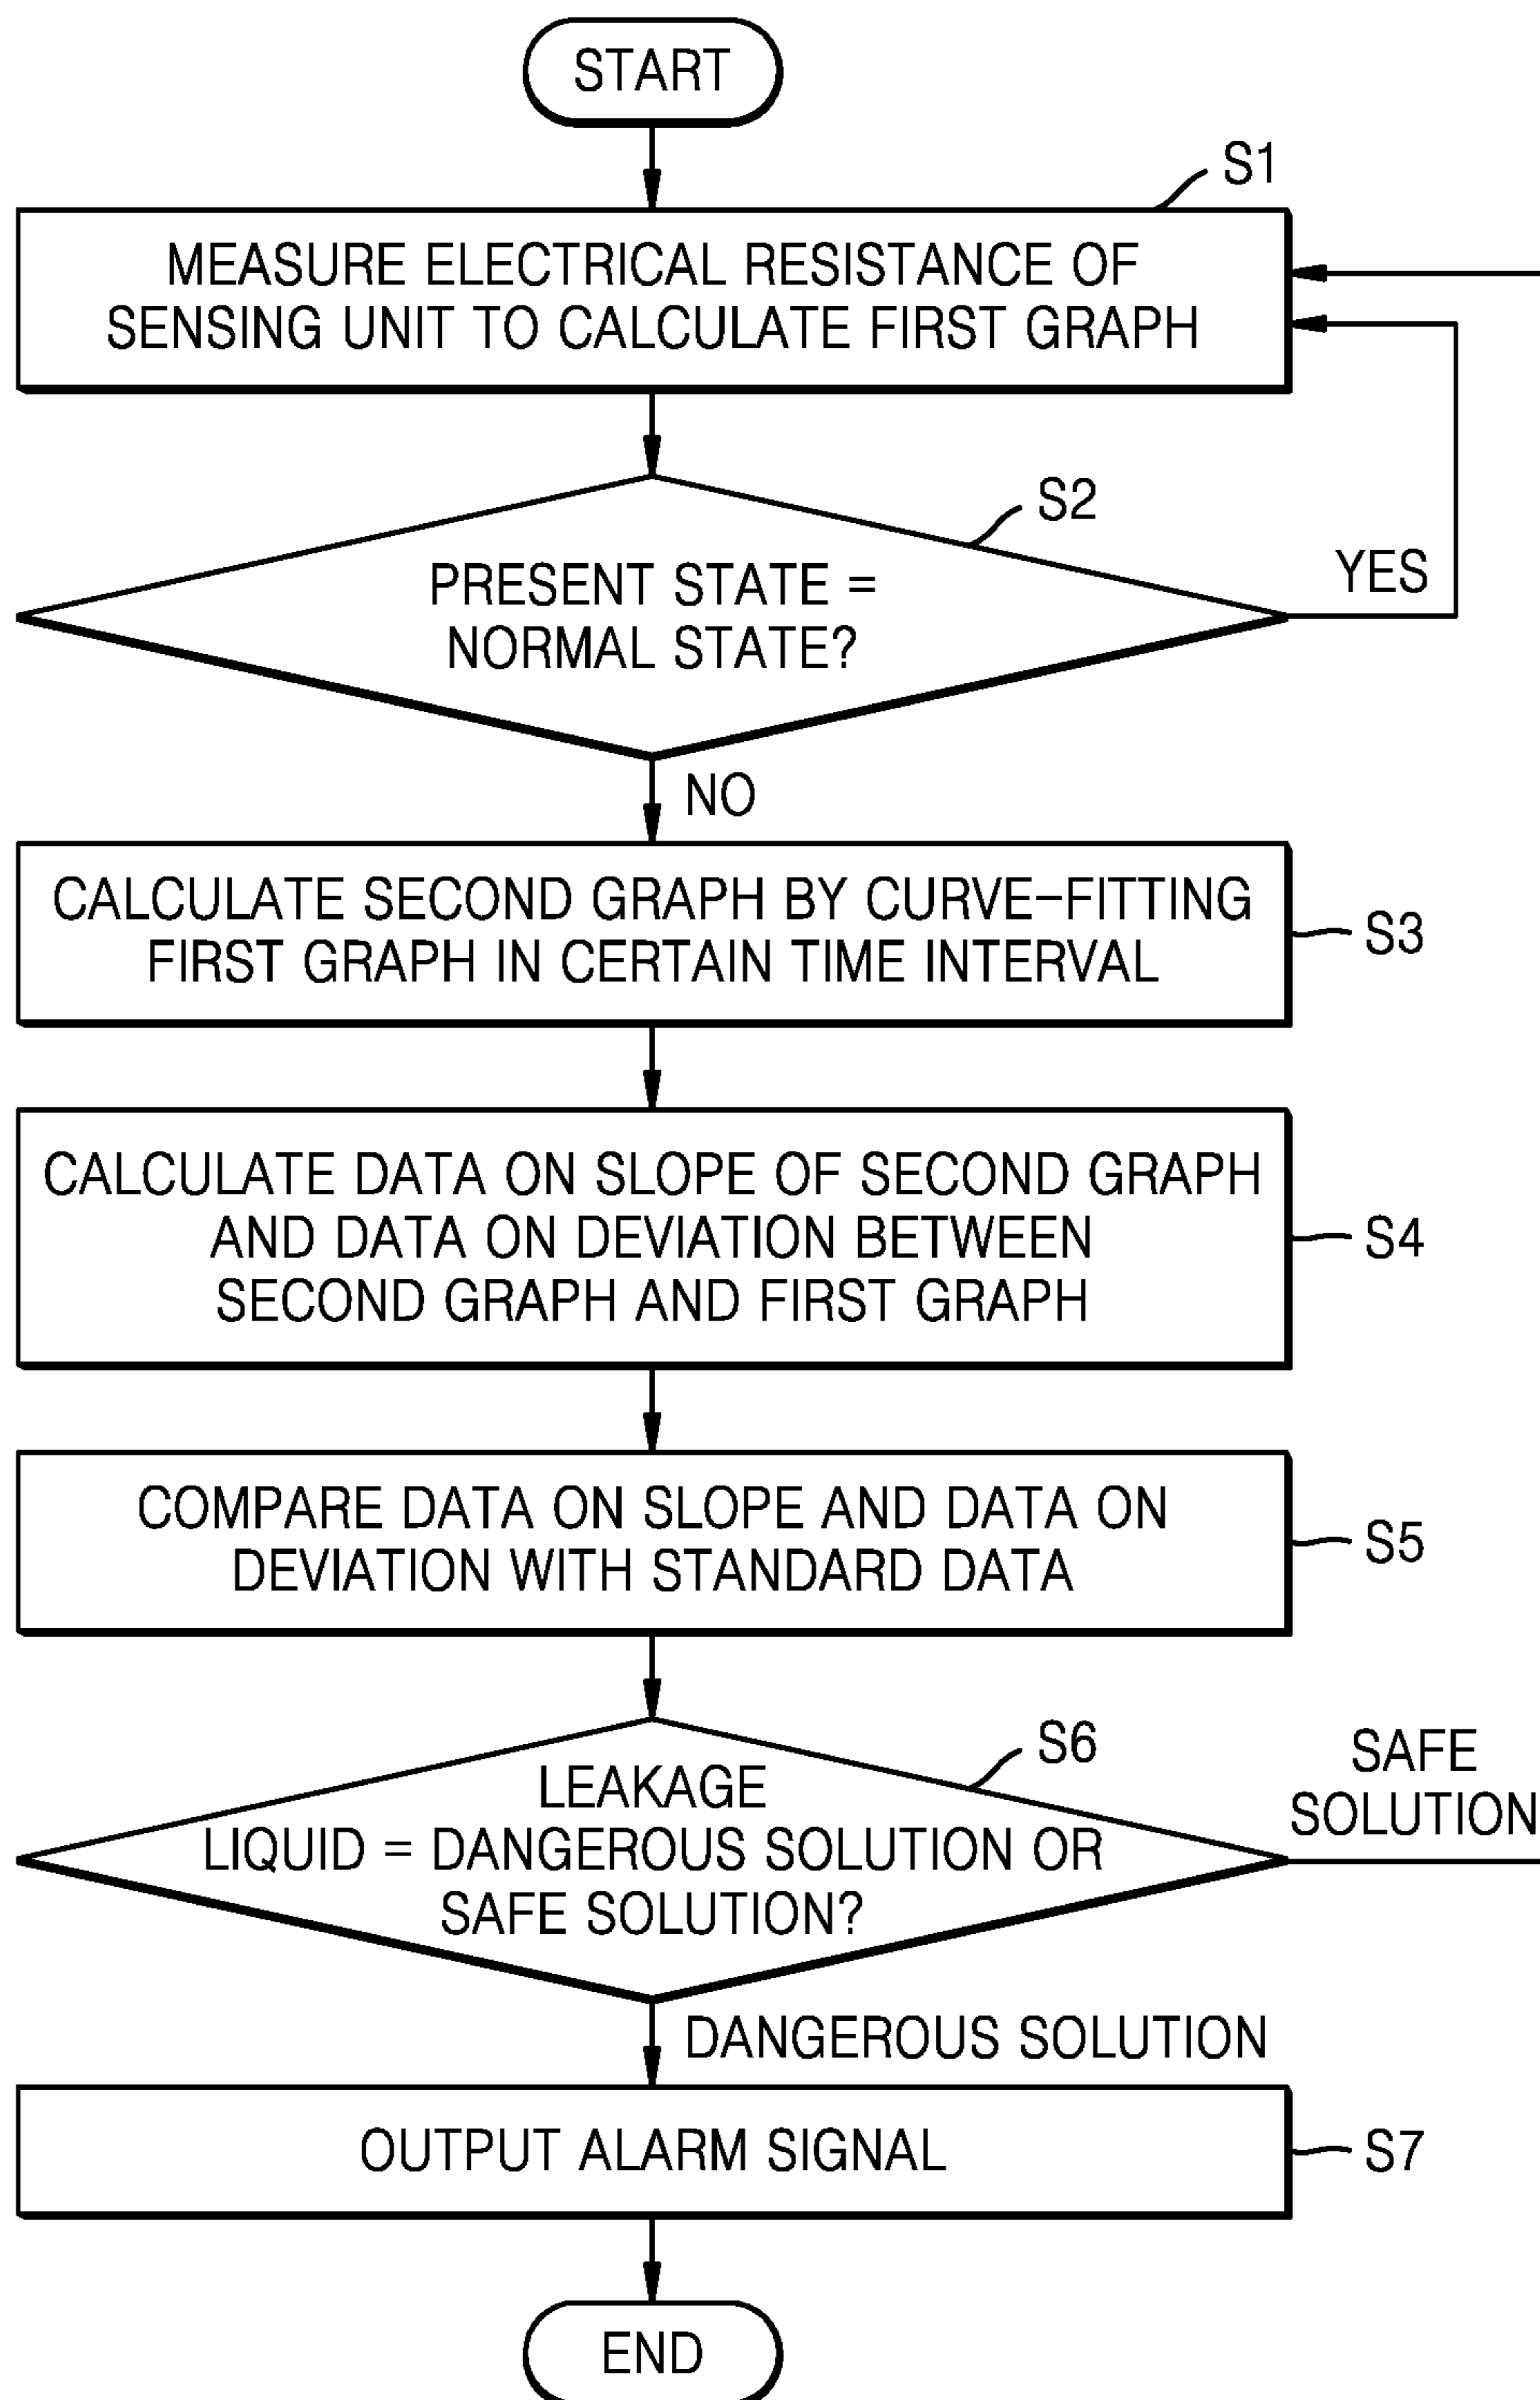 START
S1
MEASURE ELECTRICAL RESISTANCE OF
SENSING UNIT TO CALCULATE FIRST GRAPH
S2
PRESENT STATE =
NORMAL STATE?
YES
NO
CALCULATE SECOND GRAPH BY CURVE-FITTING
FIRST GRAPH IN CERTAIN TIME INTERVAL
S3
CALCULATE DATA ON SLOPE OF SECOND GRAPH
AND DATA ON DEVIATION BETWEEN
SECOND GRAPH AND FIRST GRAPH
S4
COMPARE DATA ON SLOPE AND DATA ON
DEVIATION WITH STANDARD DATA
S5
S6
LEAKAGE
LIQUID = DANGEROUS SOLUTION OR
SAFE SOLUTION?
SAFE
SOLUTION
DANGEROUS SOLUTION
OUTPUT ALARM SIGNAL
S7
END